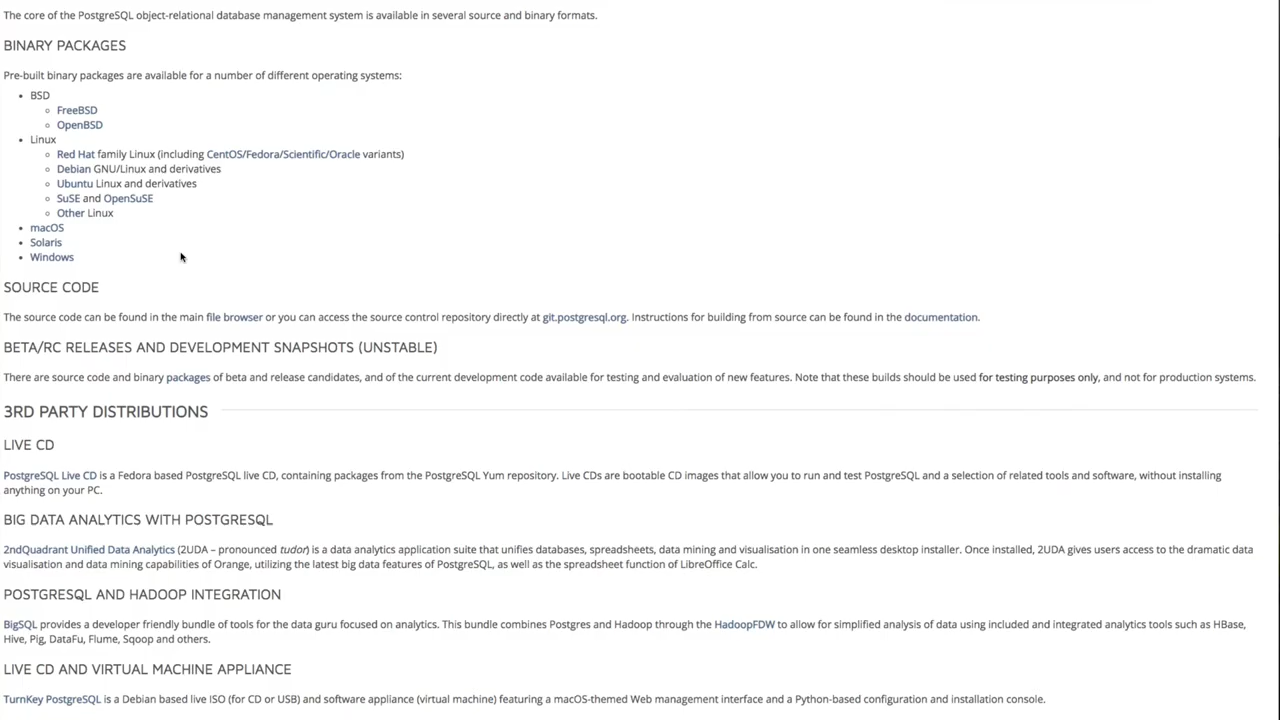 The core of the PostgreSQL object-relational database management system is available in several source and binary formats.
BINARY PACKAGES
Pre-built binary packages are available for a number of different operating systems:
• BSD
◦ FreeBSD
◦ OpenBSD
• Linux
◦ Red Hat family Linux (including CentOS/Fedora/Scientific/Oracle variants)
◦ Debian GNU/Linux and derivatives
◦ Ubuntu Linux and derivatives
◦ SuSE and OpenSuSE
◦ Other Linux
• macOS
• Solaris
• Windows
SOURCE CODE
The source code can be found in the main file browser or you can access the source control repository directly at git.postgresql.org. Instructions for building from source can be found in the documentation.
BETA/RC RELEASES AND DEVELOPMENT SNAPSHOTS (UNSTABLE)
There are source code and binary packages of beta and release candidates, and of the current development code available for testing and evaluation of new features. Note that these builds should be used for testing purposes only, and not for production systems.
3RD PARTY DISTRIBUTIONS
LIVE CD
PostgreSQL Live CD is a Fedora based PostgreSQL live CD, containing packages from the PostgreSQL Yum repository. Live CDs are bootable CD images that allow you to run and test PostgreSQL and a selection of related tools and software, without installing
anything on your PC.
BIG DATA ANALYTICS WITH POSTGRESQL
2ndQuadrant Unified Data Analytics (2UDA – pronounced tudor) is a data analytics application suite that unifies databases, spreadsheets, data mining and visualisation in one seamless desktop installer. Once installed, 2UDA gives users access to the dramatic data
visualisation and data mining capabilities of Orange, utilizing the latest big data features of PostgreSQL, as well as the spreadsheet function of LibreOffice Calc.
POSTGRESQL AND HADOOP INTEGRATION
BigSQL provides a developer friendly bundle of tools for the data guru focused on analytics. This bundle combines Postgres and Hadoop through the HadoopFDW to allow for simplified analysis of data using included and integrated analytics tools such as HBase,
Hive, Pig, DataFu, Flume, Sqoop and others.
LIVE CD AND VIRTUAL MACHINE APPLIANCE
TurnKey PostgreSQL is a Debian based live ISO (for CD or USB) and software appliance (virtual machine) featuring a macOS-themed Web management interface and a Python-based configuration and installation console.